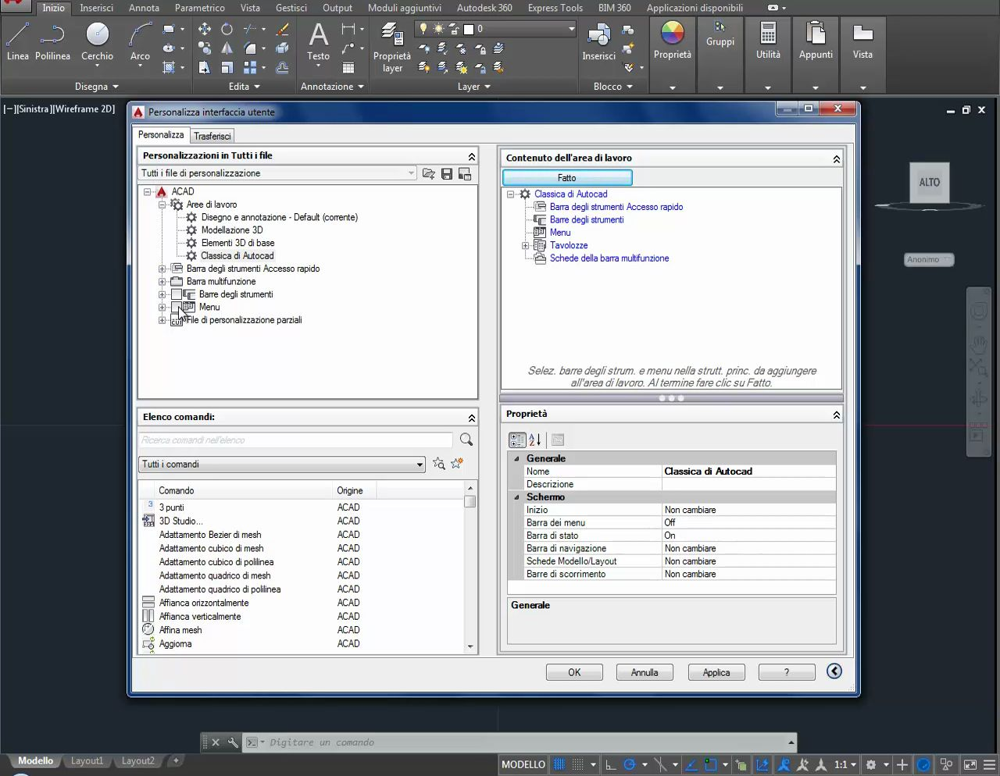 Inizio Inserisci Annota Parametrico Vista Gestisci Output Moduli aggiuntivi Autodesk 360 Express Tools BIM 360 Applicazioni disponibili
0
Linea Polilinea Cerchio Arco Testo Proprietà layer Inserisci Proprietà Gruppi Utilità Appunti Vista
Disegna Edita Annotazione Layer Blocco
[−][Sinistra][Wireframe 2D]
Personalizza interfaccia utente
Personalizza Trasferisci
Personalizzazioni in Tutti i file
Tutti i file di personalizzazione
ACAD
Aree di lavoro
Disegno e annotazione - Default (corrente)
Modellazione 3D
Elementi 3D di base
Classica di Autocad
Barra degli strumenti Accesso rapido
Barra multifunzione
Barre degli strumenti
Menu
File di personalizzazione parziali
Contenuto dell'area di lavoro
Fatto
Classica di Autocad
Barra degli strumenti Accesso rapido
Barre degli strumenti
Menu
Tavolozze
Schede della barra multifunzione
Selez. barre degli strum. e menu nella strutt. princ. da aggiungere
all'area di lavoro. Al termine fare clic su Fatto.
ALTO
Anonimo
Elenco comandi:
Ricerca comandi nell'elenco
Tutti i comandi
Comando Origine
3 punti ACAD
3D Studio... ACAD
Adattamento Bezier di mesh ACAD
Adattamento cubico di mesh ACAD
Adattamento cubico di polilinea ACAD
Adattamento quadrico di mesh ACAD
Adattamento quadrico di polilinea ACAD
Affianca orizzontalmente ACAD
Affianca verticalmente ACAD
Affina mesh ACAD
Aggiorna ACAD
Proprietà
Generale
Nome Classica di Autocad
Descrizione
Schermo
Inizio Non cambiare
Barra dei menu Off
Barra di stato On
Barra di navigazione Non cambiare
Schede Modello/Layout Non cambiare
Barre di scorrimento Non cambiare
Generale
OK Annulla Applica ?
Digitare un comando
Modello Layout1 Layout2 +
MODELLO 1:1